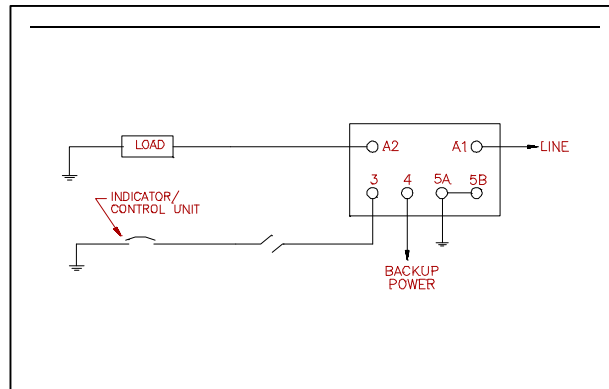 LOAD
A2
A1
LINE
3
4
5A
5B
INDICATOR/
CONTROL UNIT
BACKUP
POWER